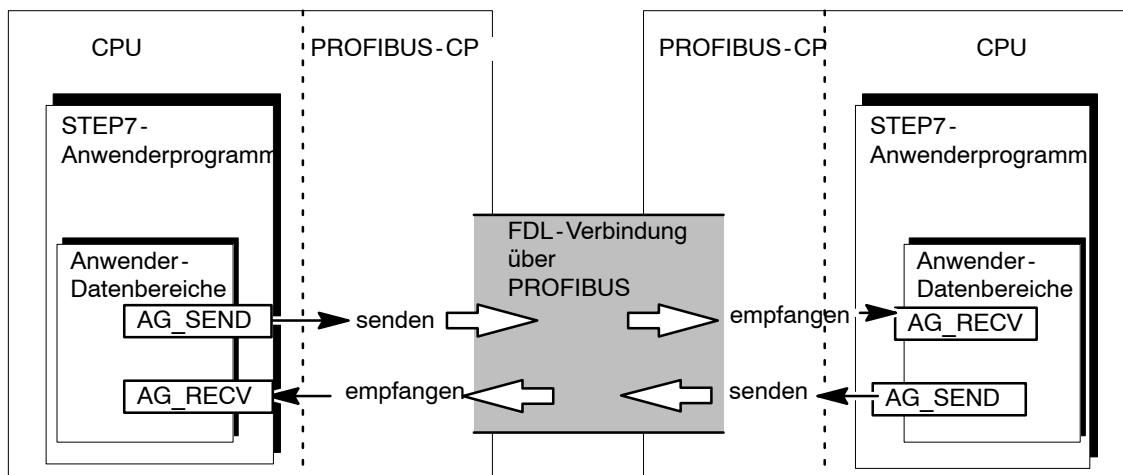 CPU
PROFIBUS-CP
PROFIBUS-CP
CPU
STEP7-
Anwenderprogramm
STEP7-
Anwenderprogramm
FDL-Verbindung
über
PROFIBUS
Anwender-
Datenbereiche
Anwender-
Datenbereiche
AG_SEND
senden
empfangen
AG_RECV
AG_RECV
empfangen
senden
AG_SEND